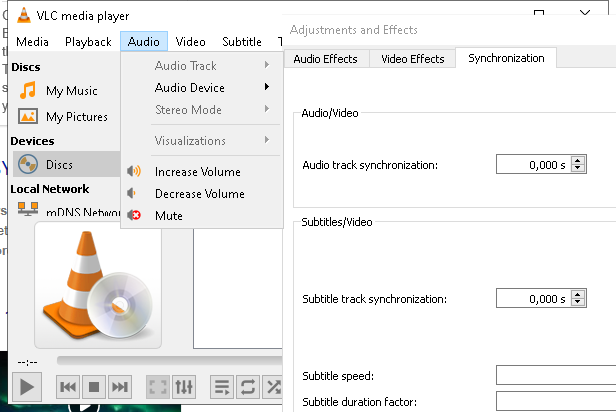 VLC media player
Media Playback Audio Video Subtitle T
Discs
My Music
My Pictures
Devices
Discs
Local Network
mDNS Network
Audio Track
Audio Device
Stereo Mode
Visualizations
Increase Volume
Decrease Volume
Mute
--:--
Adjustments and Effects
Audio Effects Video Effects Synchronization
Audio/Video
Audio track synchronization: 0,000 s
Subtitles/Video
Subtitle track synchronization: 0,000 s
Subtitle speed:
Subtitle duration factor: